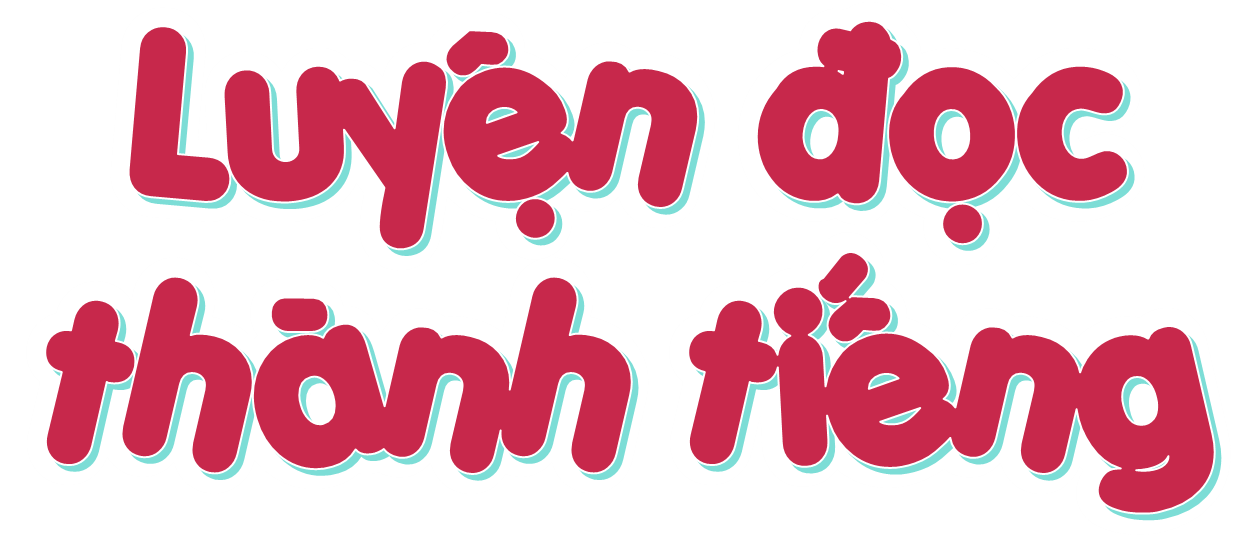 Luyện đọc
thành tiếng